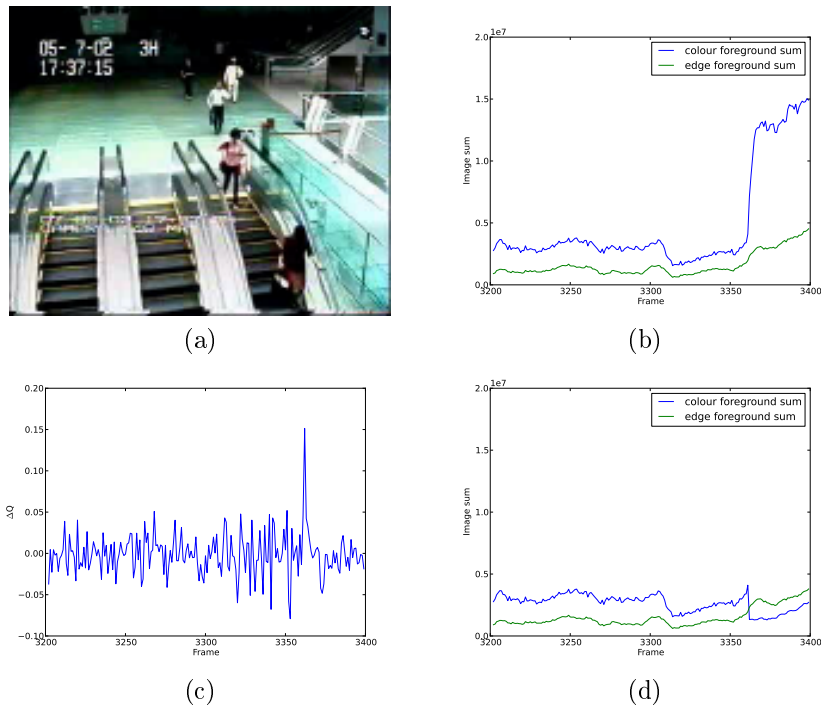 05- 7-02 3H
17:37:15
(a)
1e7
2.0
1.5
1.0
0.5
0.0
Image sum
colour foreground sum
edge foreground sum
3200 3250 3300 3350 3400
Frame
(b)
0.20
0.15
0.10
0.05
0.00
−0.05
−0.10
ΔQ
3200 3250 3300 3350 3400
Frame
(c)
1e7
2.0
1.5
1.0
0.5
0.0
Image sum
colour foreground sum
edge foreground sum
3200 3250 3300 3350 3400
Frame
(d)